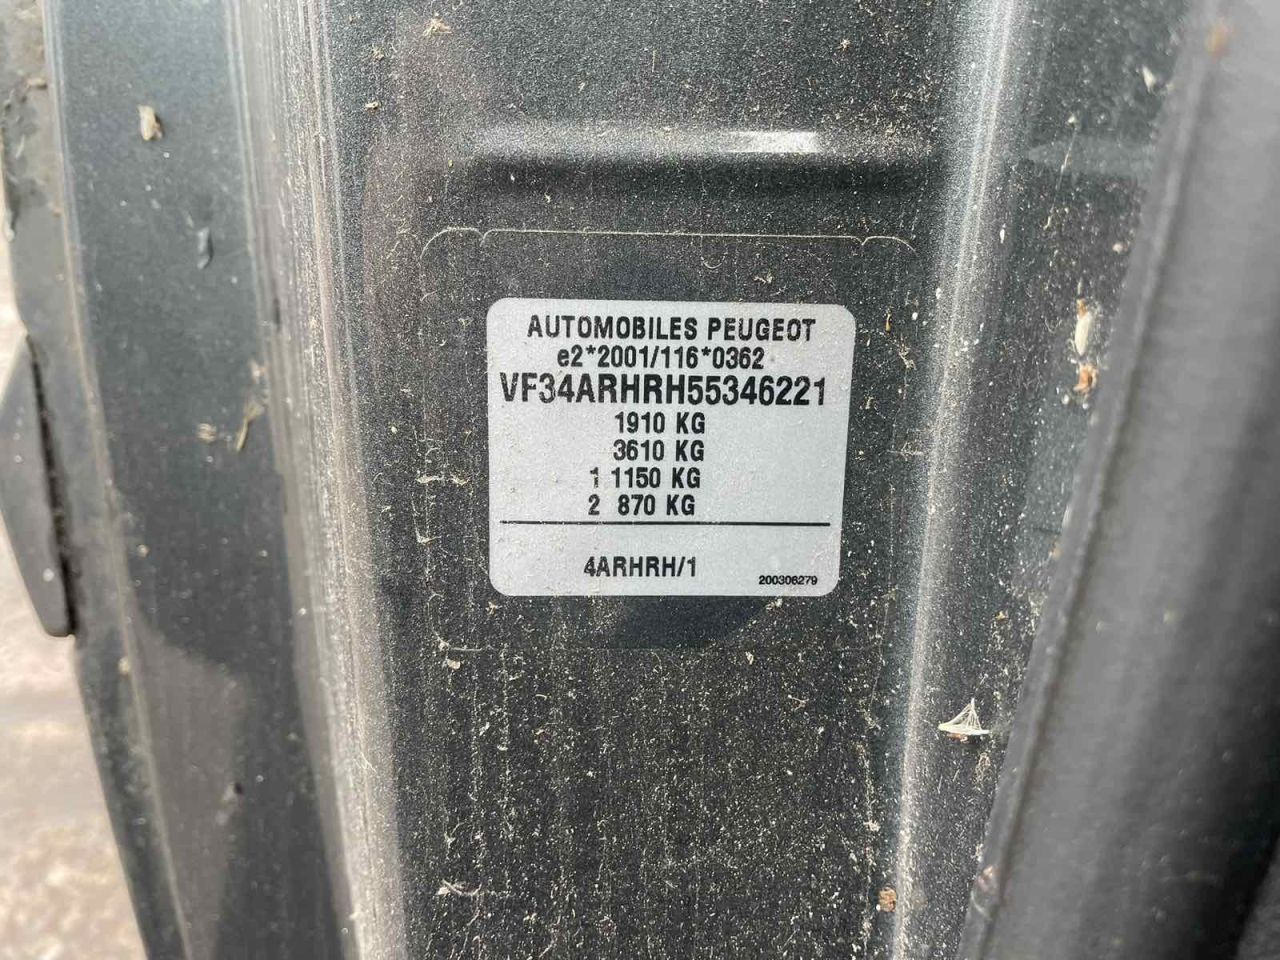 AUTOMOBILES PEUGEOT
e2*2001/116*0362
VF34ARHRH55346221
1910 KG
3610 KG
1 1150 KG
2 870 KG
4ARHRH/1
200306279